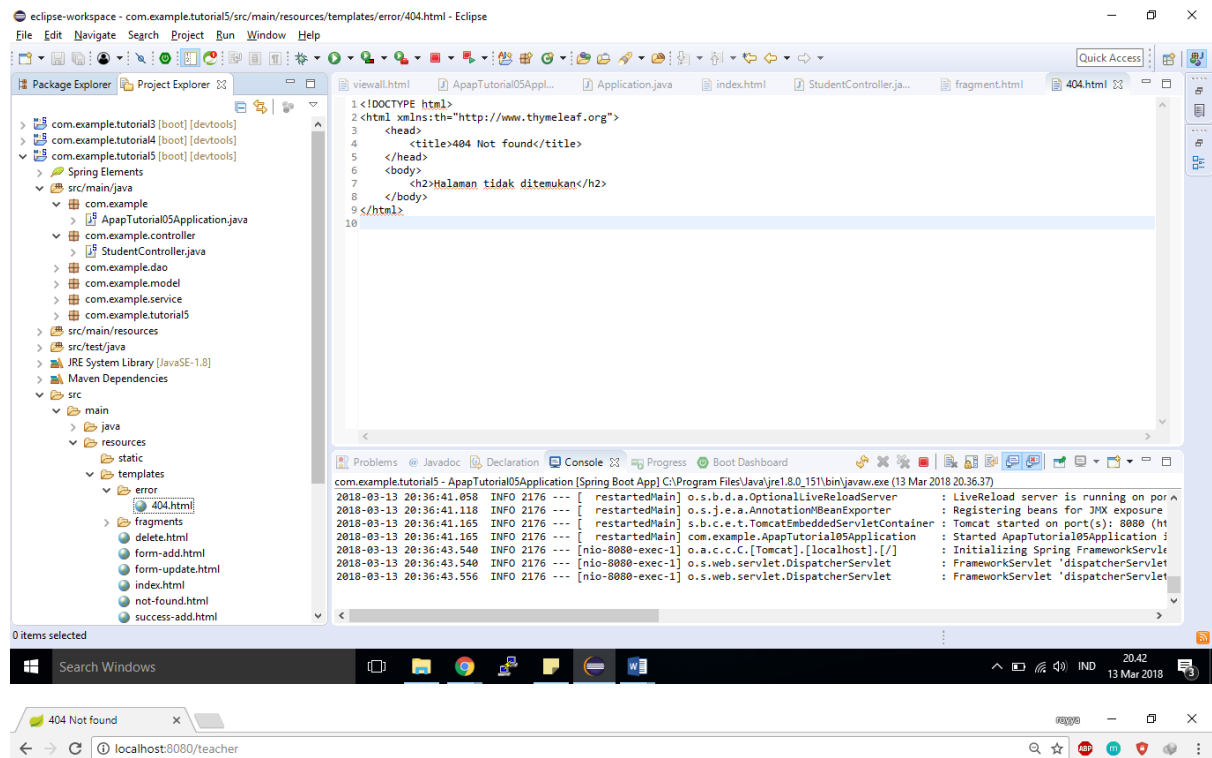 eclipse-workspace - com.example.tutorial5/src/main/resources/templates/error/404.html - Eclipse
File Edit Navigate Search Project Run Window Help
Quick Access
Package Explorer Project Explorer
viewall.html ApapTutorial05Appl... Application.java index.html StudentController.ja... fragment.html 404.html
com.example.tutorial3 [boot] [devtools]
com.example.tutorial4 [boot] [devtools]
com.example.tutorial5 [boot] [devtools]
Spring Elements
src/main/java
com.example
ApapTutorial05Application.java
com.example.controller
StudentController.java
com.example.dao
com.example.model
com.example.service
com.example.tutorial5
src/main/resources
src/test/java
JRE System Library [JavaSE-1.8]
Maven Dependencies
src
main
java
resources
static
templates
error
404.html
fragments
delete.html
form-add.html
form-update.html
index.html
not-found.html
success-add.html
1 <!DOCTYPE html>
2 <html xmlns:th="http://www.thymeleaf.org">
3 <head>
4 <title>404 Not found</title>
5 </head>
6 <body>
7 <h2>Halaman tidak ditemukan</h2>
8 </body>
9 </html>
10
Problems @ Javadoc Declaration Console Progress Boot Dashboard
com.example.tutorial5 - ApapTutorial05Application [Spring Boot App] C:\Program Files\Java\jre1.8.0_151\bin\javaw.exe (13 Mar 2018 20.36.37)
2018-03-13 20:36:41.058 INFO 2176 --- [ restartedMain] o.s.b.d.a.OptionalLiveReloadServer : LiveReload server is running on por
2018-03-13 20:36:41.118 INFO 2176 --- [ restartedMain] o.s.j.e.a.AnnotationMBeanExporter : Registering beans for JMX exposure
2018-03-13 20:36:41.165 INFO 2176 --- [ restartedMain] s.b.c.e.t.TomcatEmbeddedServletContainer : Tomcat started on port(s): 8080 (ht
2018-03-13 20:36:41.165 INFO 2176 --- [ restartedMain] com.example.ApapTutorial05Application : Started ApapTutorial05Application i
2018-03-13 20:36:43.540 INFO 2176 --- [nio-8080-exec-1] o.a.c.c.C.[Tomcat].[localhost].[/] : Initializing Spring FrameworkServle
2018-03-13 20:36:43.540 INFO 2176 --- [nio-8080-exec-1] o.s.web.servlet.DispatcherServlet : FrameworkServlet 'dispatcherServlet
2018-03-13 20:36:43.556 INFO 2176 --- [nio-8080-exec-1] o.s.web.servlet.DispatcherServlet : FrameworkServlet 'dispatcherServlet
0 items selected
Search Windows
IND
20.42
13 Mar 2018
3
404 Not found
rayya
localhost:8080/teacher
ABP
m